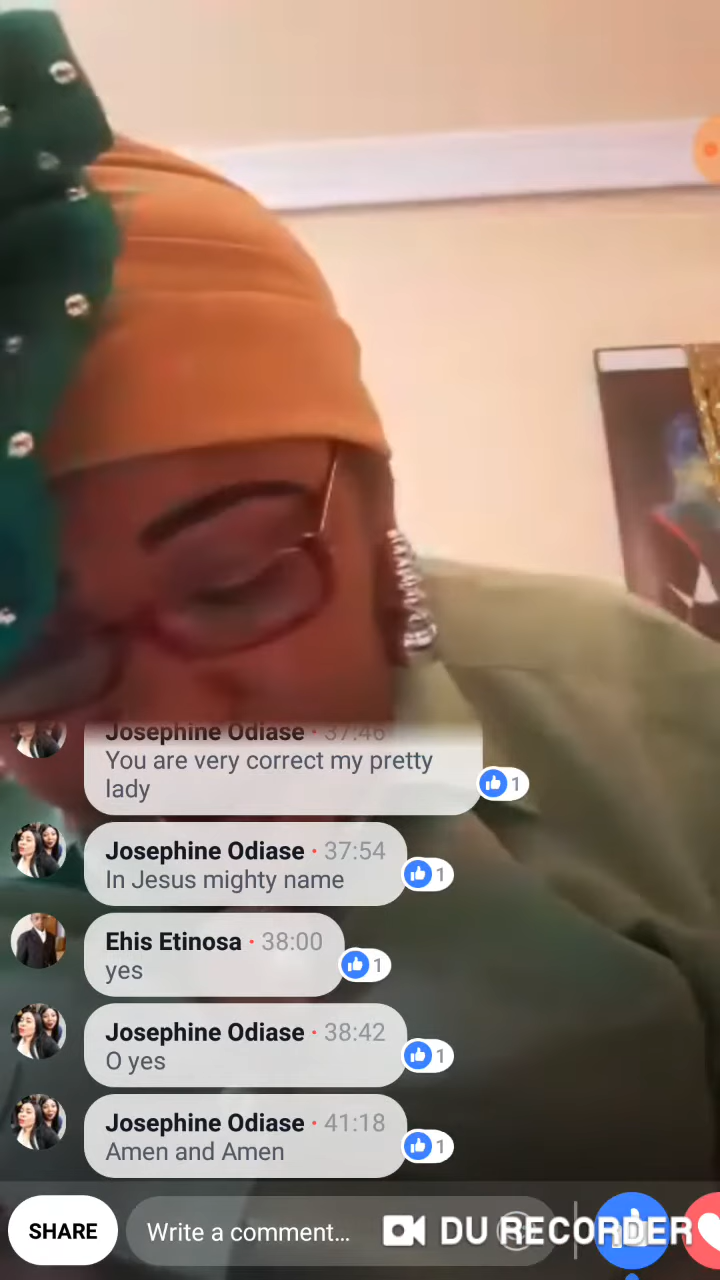 Josephine Odiase · 37:46
You are very correct my pretty
lady
1
Josephine Odiase · 37:54
In Jesus mighty name
1
Ehis Etinosa · 38:00
yes
1
Josephine Odiase · 38:42
O yes
1
Josephine Odiase · 41:18
Amen and Amen
1
SHARE
Write a comment...
DU RECORDER